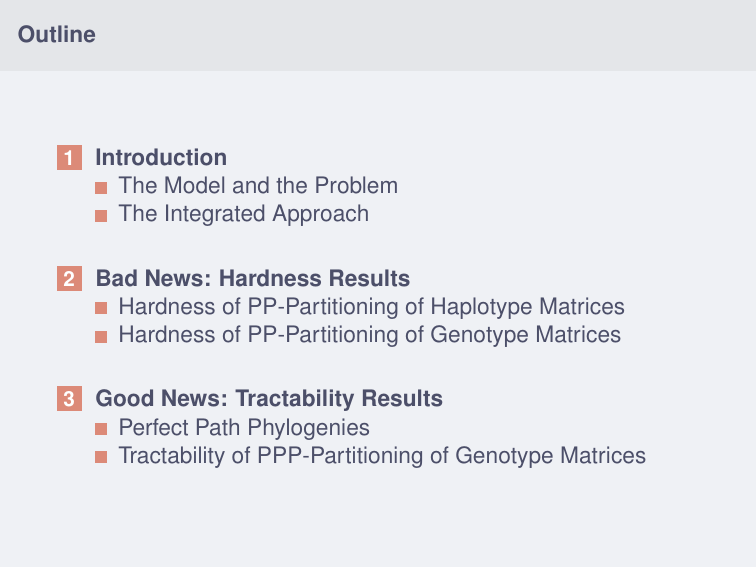 Outline
1 Introduction
The Model and the Problem
The Integrated Approach
2 Bad News: Hardness Results
Hardness of PP-Partitioning of Haplotype Matrices
Hardness of PP-Partitioning of Genotype Matrices
3 Good News: Tractability Results
Perfect Path Phylogenies
Tractability of PPP-Partitioning of Genotype Matrices